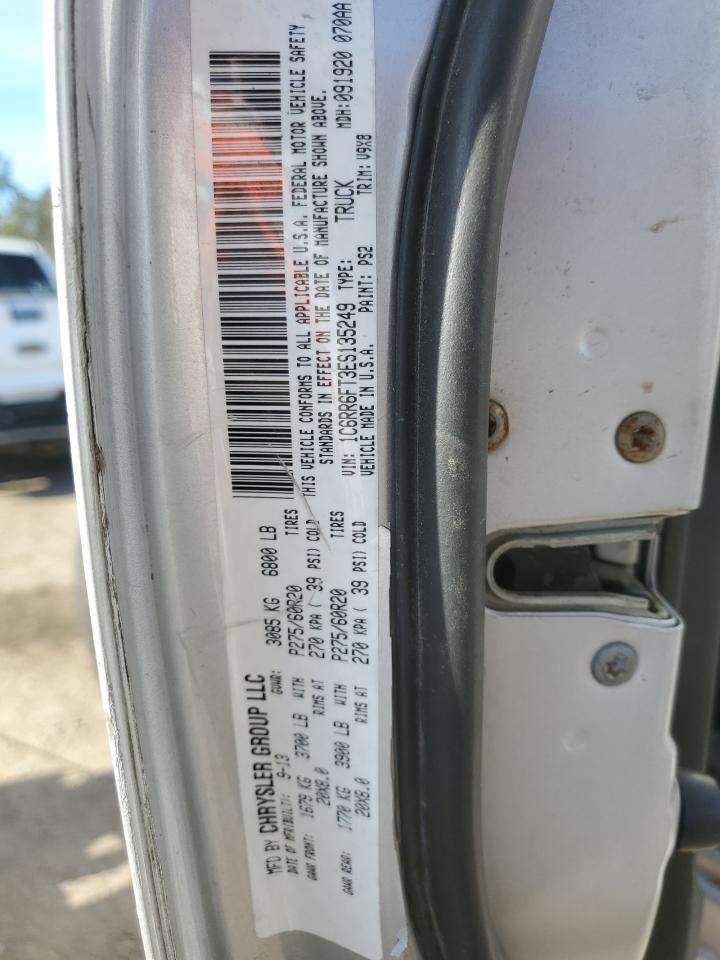 MFD BY CHRYSLER GROUP LLC
DATE OF MFR(BUILT): 9-13 GVWR: 3085 KG 6800 LB
GAWR FRONT: 1679 KG 3700 LB WITH P275/60R20 TIRES
20X8.0 RIMS AT 270 KPA ( 39 PSI) COLD
GAWR REAR: 1770 KG 3900 LB WITH P275/60R20 TIRES
20X8.0 RIMS AT 270 KPA ( 39 PSI) COLD
THIS VEHICLE CONFORMS TO ALL APPLICABLE U.S.A. FEDERAL MOTOR VEHICLE SAFETY
STANDARDS IN EFFECT ON THE DATE OF MANUFACTURE SHOWN ABOVE.
VIN: 1C6RR6FT3ES135249 TYPE: TRUCK MDH:091920 070AA
VEHICLE MADE IN U.S.A. PAINT: PS2 TRIM: V9X8